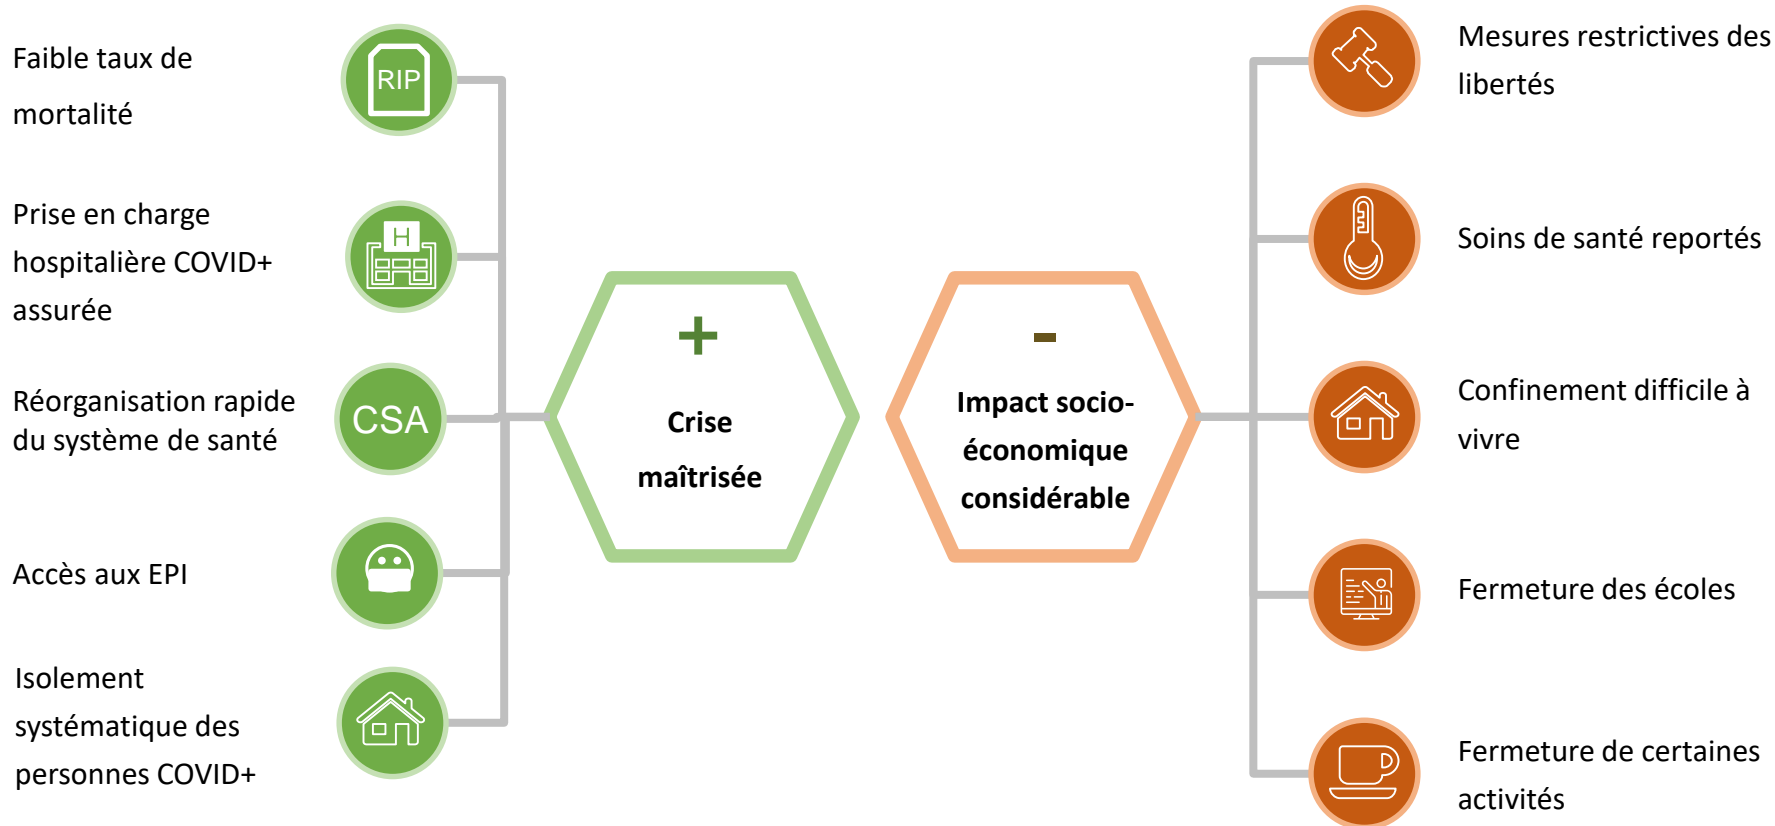 Faible taux de
mortalité
RIP
Prise en charge
hospitalière COVID+
assurée
H
Réorganisation rapide
du système de santé
CSA
Accès aux EPI
Isolement
systématique des
personnes COVID+
+
Crise
maîtrisée
-
Impact socio-
économique
considérable
Mesures restrictives des
libertés
Soins de santé reportés
Confinement difficile à
vivre
Fermeture des écoles
Fermeture de certaines
activités